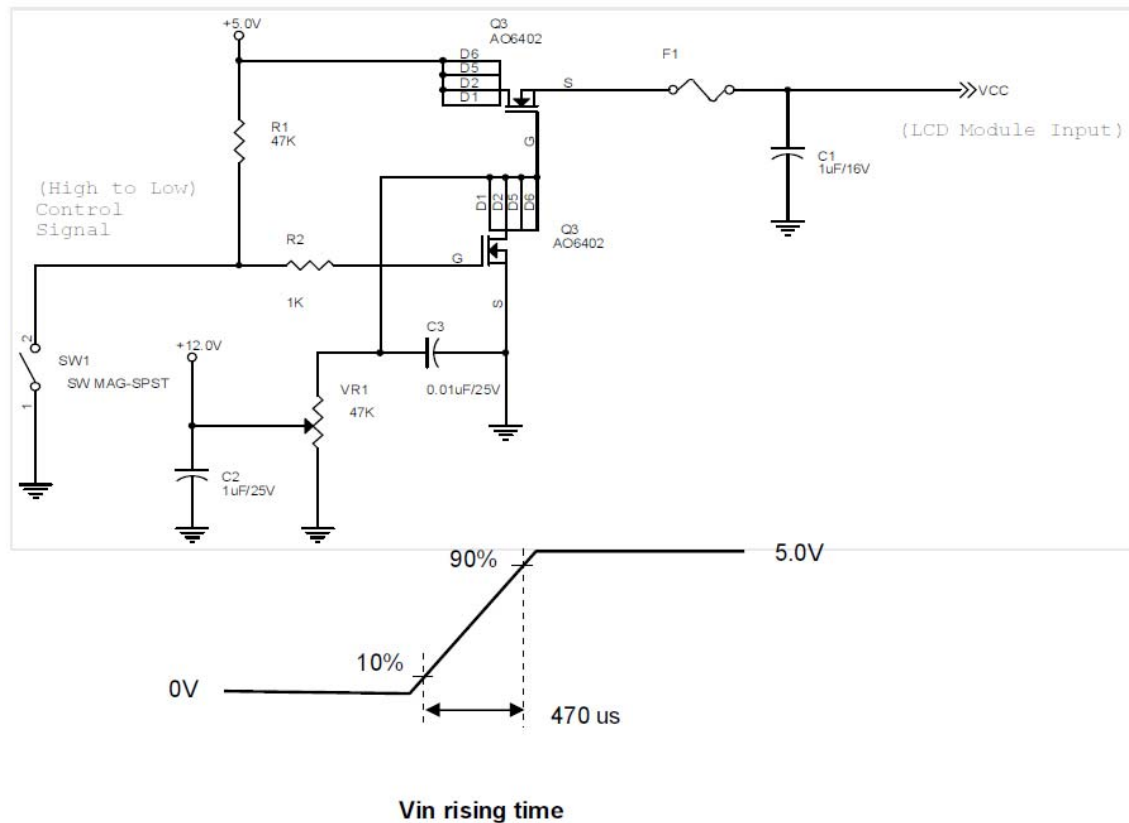 +5.0V
Q3
AO6402
D6
D5
D2
D1
S
G
F1
VCC
(LCD Module Input)
R1
47K
C1
1uF/16V
(High to Low)
Control
Signal
D1
D2
D5
D6
Q3
AO6402
R2
1K
G
S
C3
0.01uF/25V
2
SW1
SW MAG-SPST
1
+12.0V
VR1
47K
C2
1uF/25V
90%
5.0V
10%
0V
470 us
Vin rising time